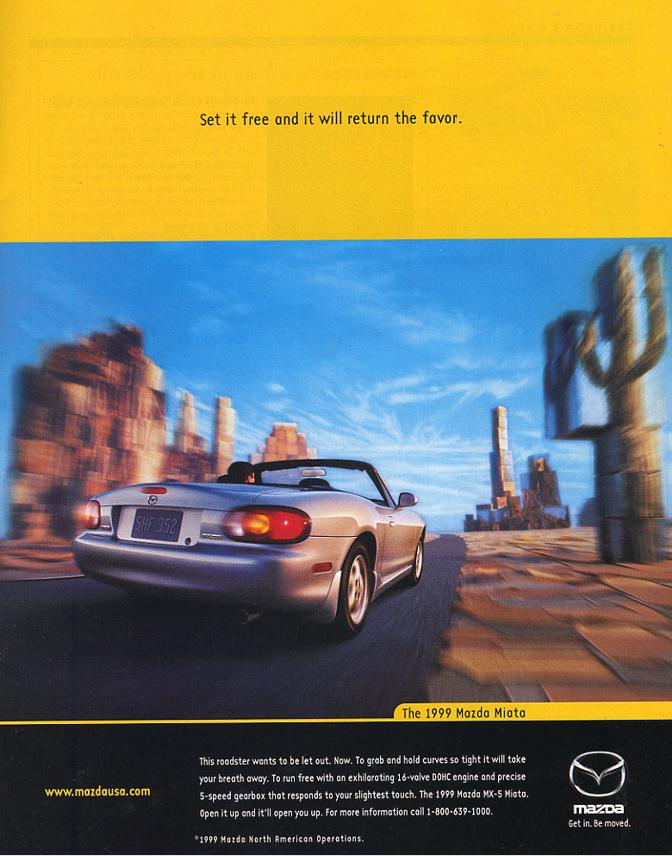 Set it free and it will return the favor.
5HF 352
The 1999 Mazda Miata
This roadster wants to be let out. Now. To grab and hold curves so tight it will take
your breath away. To run free with an exhilarating 16-valve DOHC engine and precise
5-speed gearbox that responds to your slightest touch. The 1999 Mazda MX-5 Miata.
Open it up and it'll open you up. For more information call 1-800-639-1000.
*1999 Mazda North American Operations.
www.mazdausa.com
mazda
Get in. Be moved.